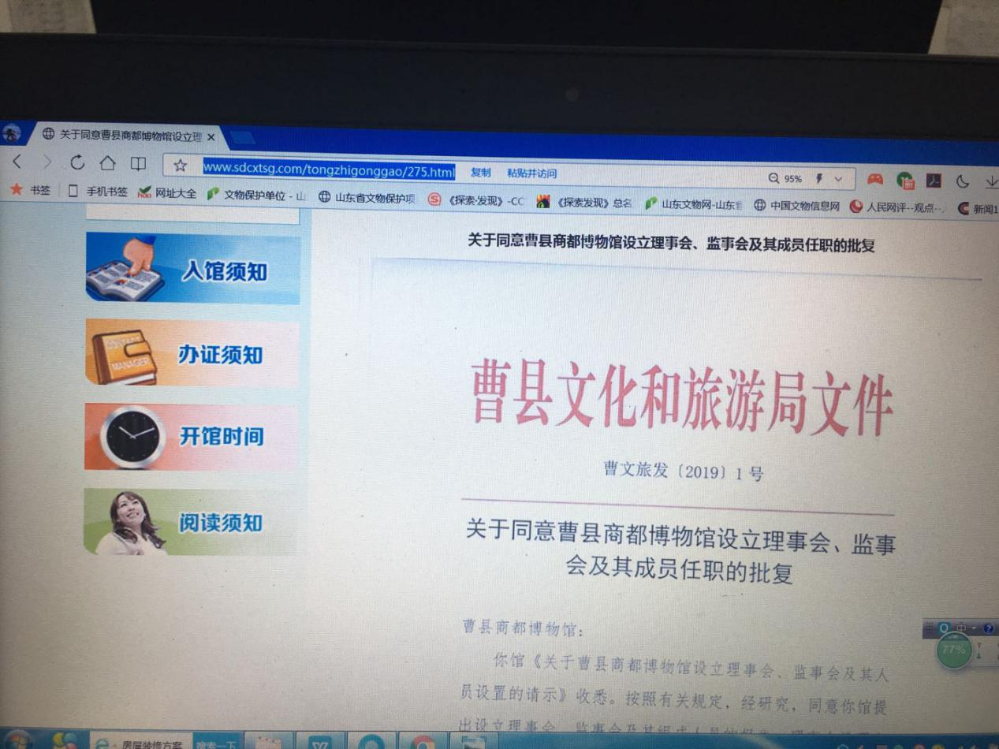 关于同意曹县商都博物馆设立理
www.sdcxtsg.com/tongzhigonggao/275.html 复制 粘贴并访问 95%
书签 手机书签 网址大全 文物保护单位 - 山 山东省文物保护项 《探索·发现》-CC 《探索发现》总名 山东文物网-山东省 中国文物信息网 人民网评--观点--. 新闻1
关于同意曹县商都博物馆设立理事会、监事会及其成员任职的批复
入馆须知
办证须知
开馆时间
阅读须知
曹县文化和旅游局文件
曹文旅发〔2019〕1 号
关于同意曹县商都博物馆设立理事会、监事
会及其成员任职的批复
曹县商都博物馆：
你馆《关于曹县商都博物馆设立理事会、监事会及其人
员设置的请示》收悉。按照有关规定，经研究，同意你馆提
出设立理事会、监事会及其组成人员的
77%
中
房屋装修方案 搜索一下